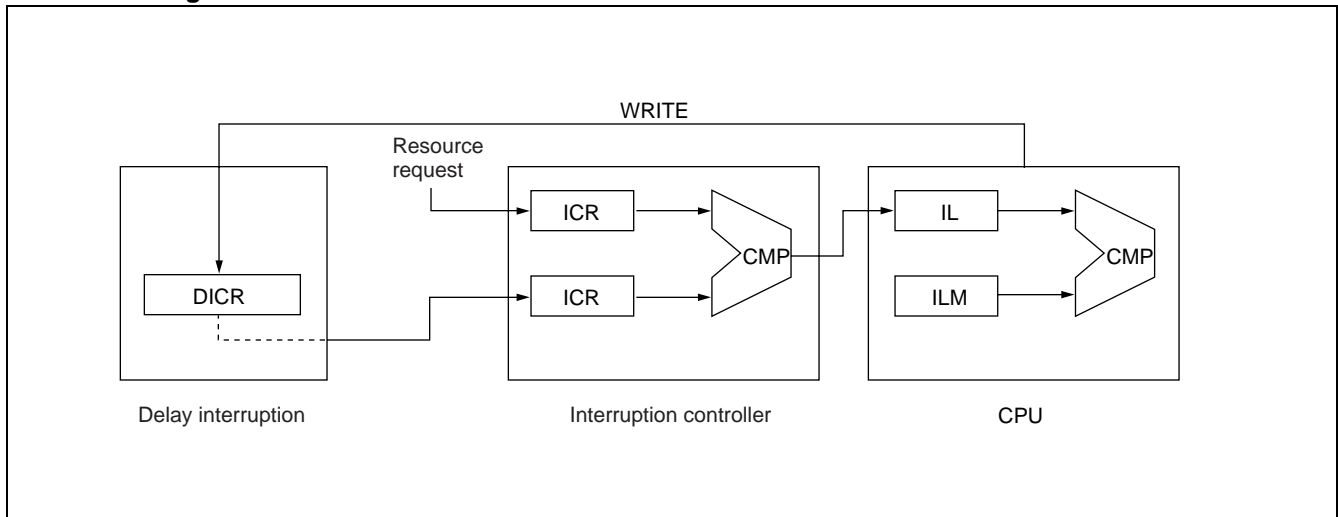 WRITE
Resource
request
ICR
IL
CMP
CMP
DICR
ICR
ILM
Delay interruption
Interruption controller
CPU